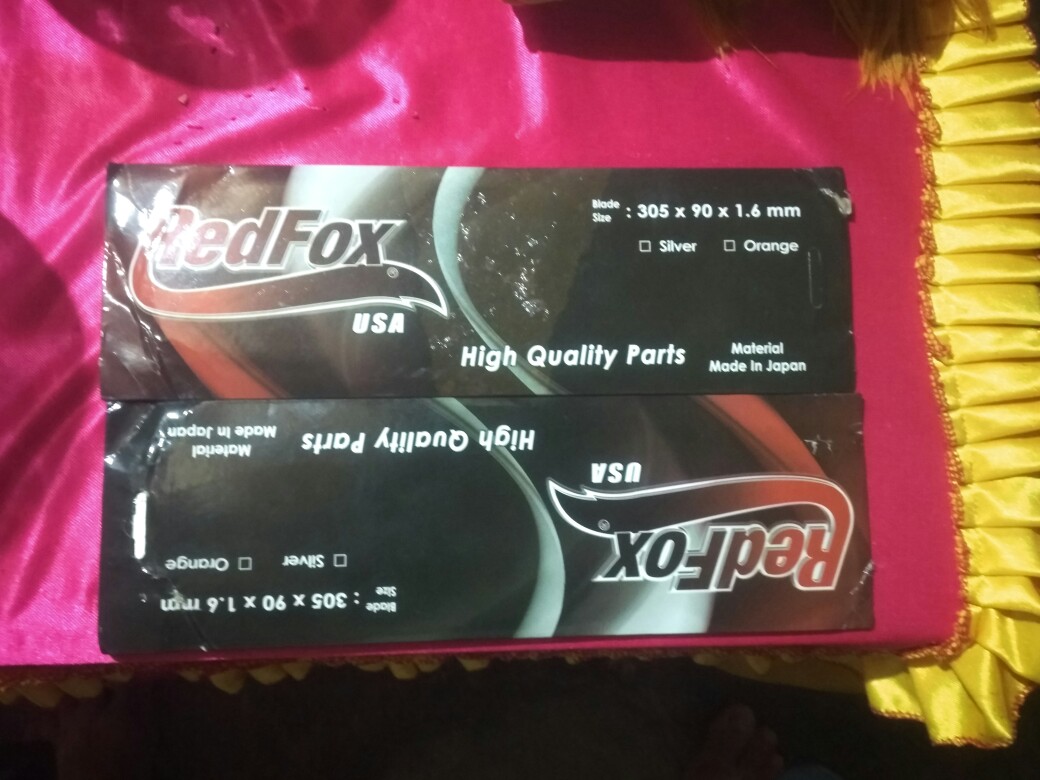 RedFox®
USA
Blade Size : 305 x 90 x 1.6 mm
☐ Silver ☐ Orange
High Quality Parts
Material
Made In Japan
RedFox®
USA
Blade Size : 305 x 90 x 1.6 mm
☐ Silver ☐ Orange
High Quality Parts
Material
Made In Japan